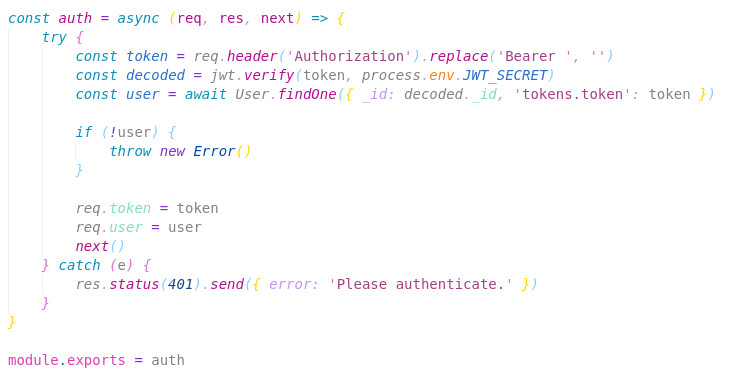 const auth = async (req, res, next) => {
    try {
        const token = req.header('Authorization').replace('Bearer ', '')
        const decoded = jwt.verify(token, process.env.JWT_SECRET)
        const user = await User.findOne({ _id: decoded._id, 'tokens.token': token })

        if (!user) {
            throw new Error()
        }

        req.token = token
        req.user = user
        next()
    } catch (e) {
        res.status(401).send({ error: 'Please authenticate.' })
    }
}

module.exports = auth